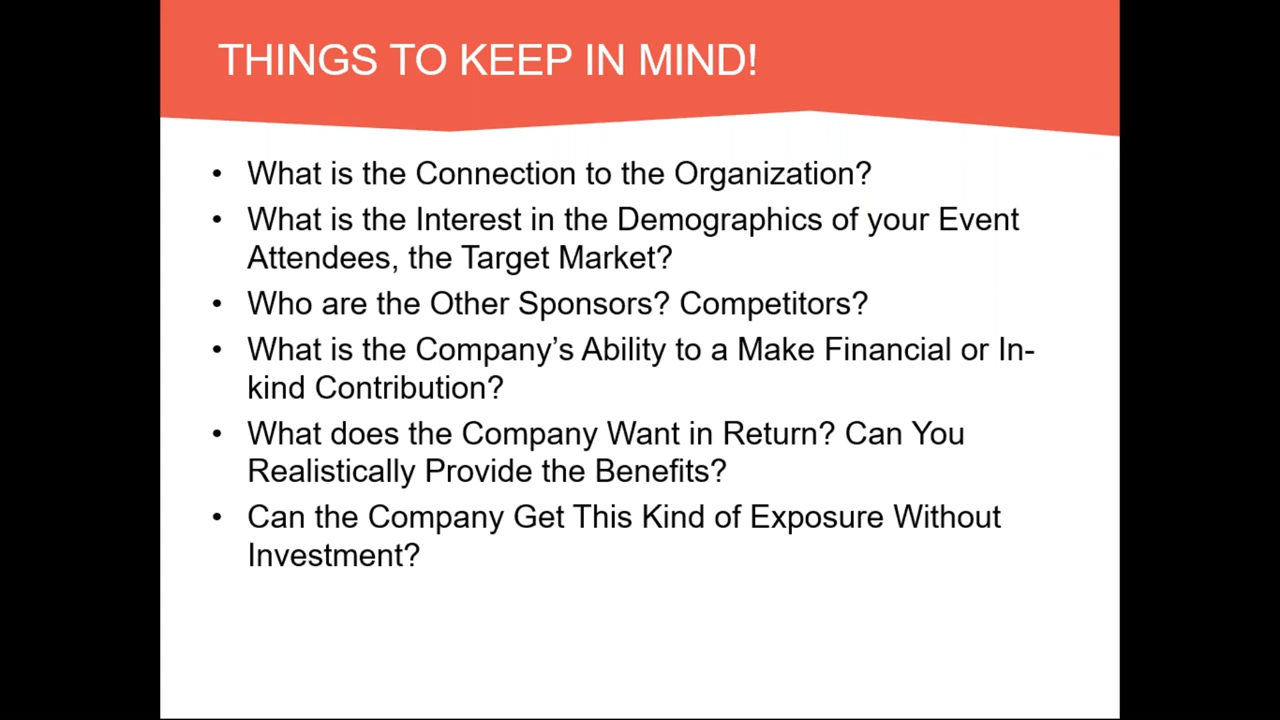 THINGS TO KEEP IN MIND!
• What is the Connection to the Organization?
• What is the Interest in the Demographics of your Event
Attendees, the Target Market?
• Who are the Other Sponsors? Competitors?
• What is the Company’s Ability to a Make Financial or In-
kind Contribution?
• What does the Company Want in Return? Can You
Realistically Provide the Benefits?
• Can the Company Get This Kind of Exposure Without
Investment?